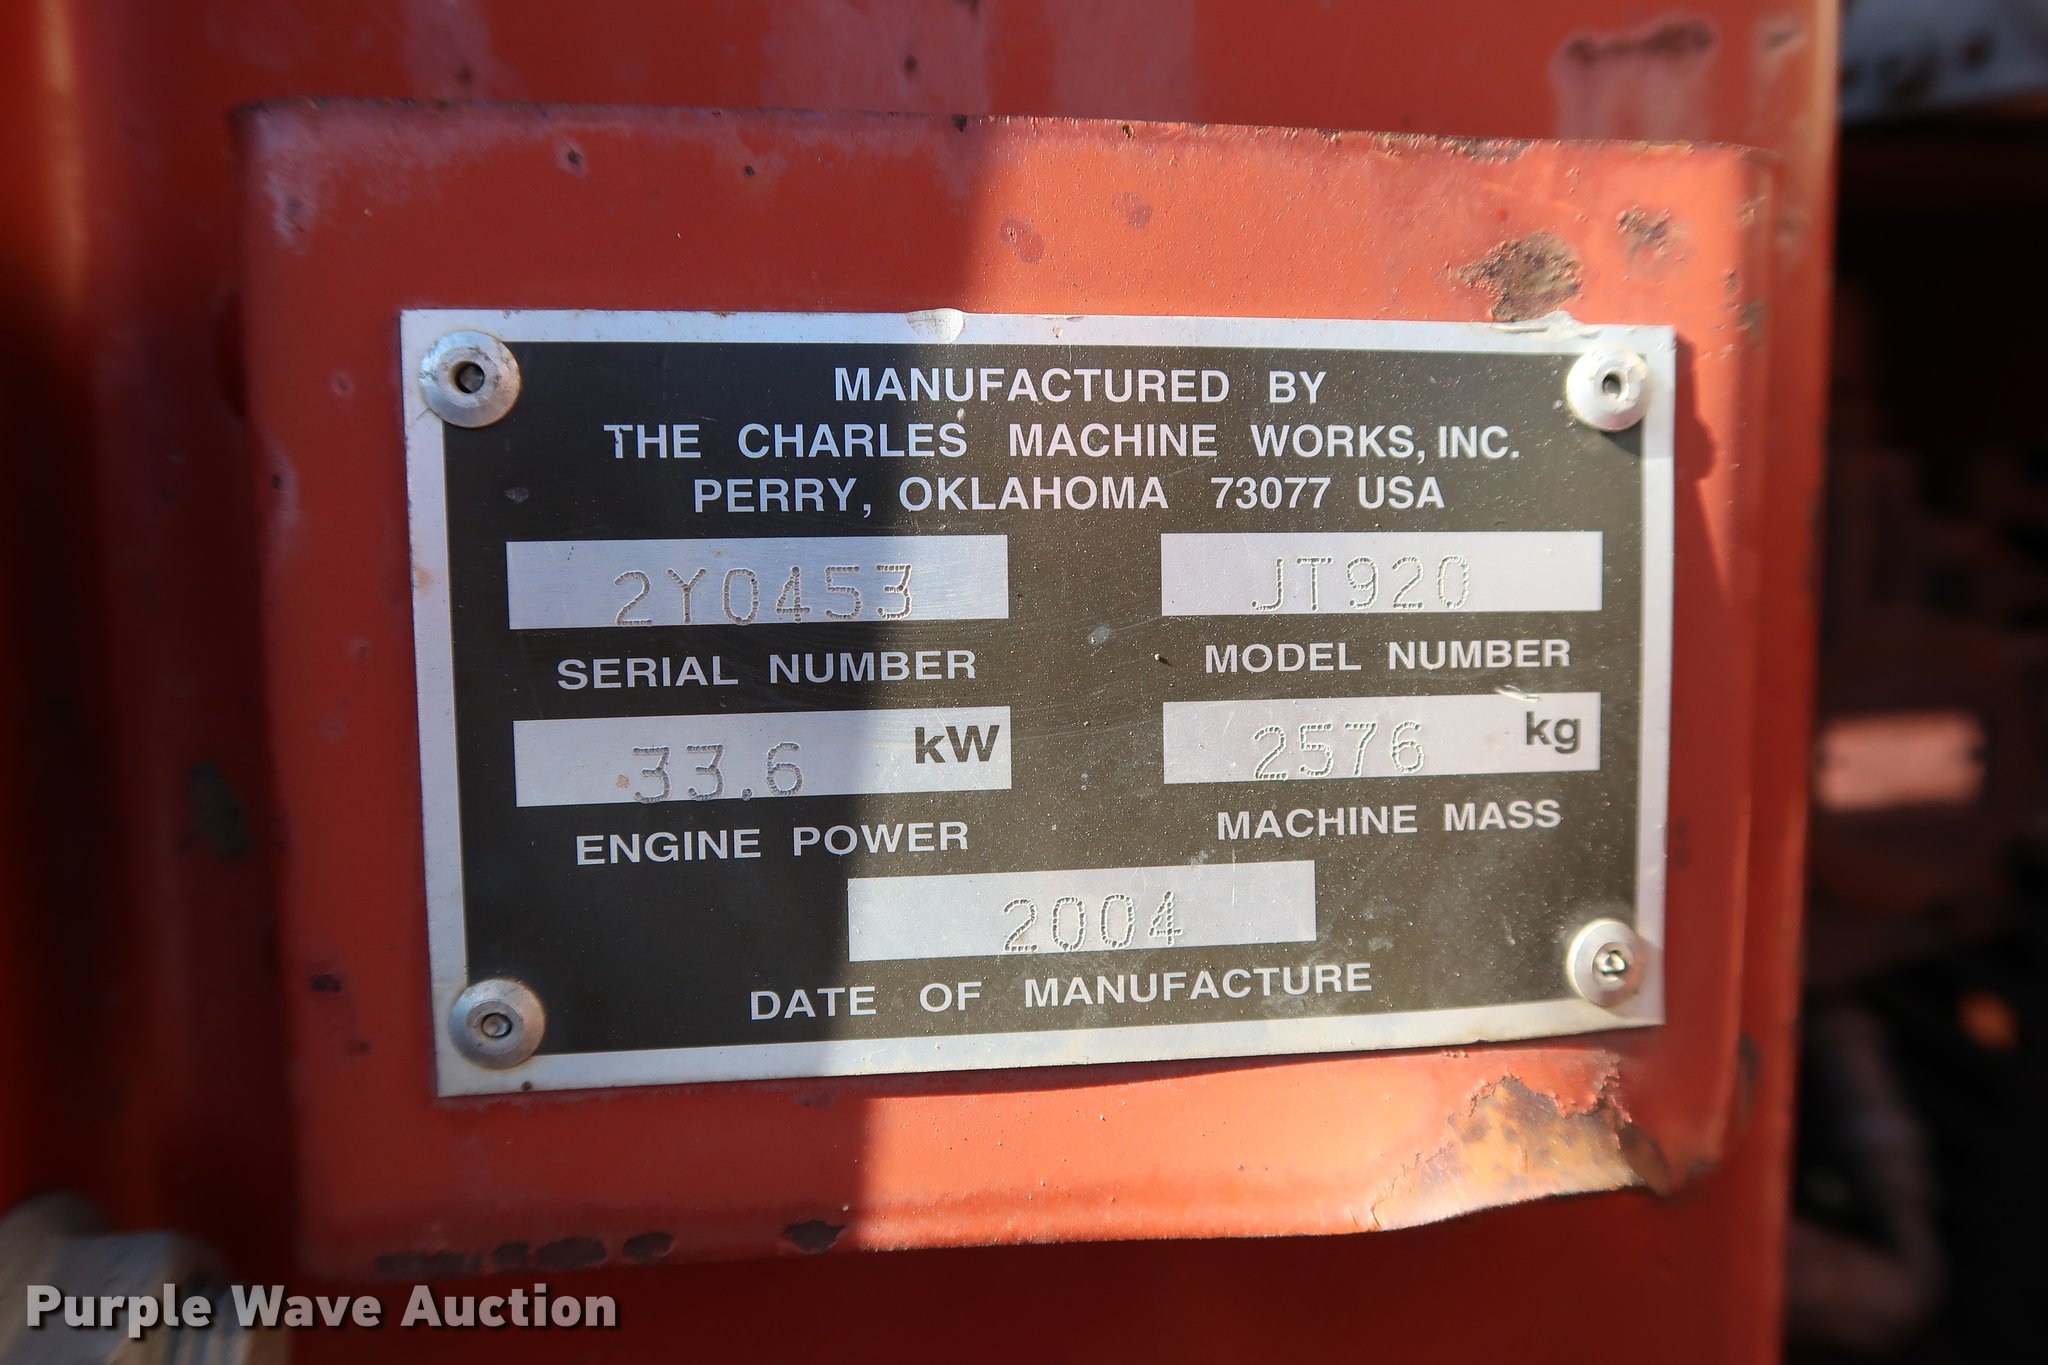 MANUFACTURED BY
THE CHARLES MACHINE WORKS, INC.
PERRY, OKLAHOMA 73077 USA
2Y0453 JT920
SERIAL NUMBER MODEL NUMBER
33.6 kW 2576 kg
ENGINE POWER MACHINE MASS
2004
DATE OF MANUFACTURE
Purple Wave Auction